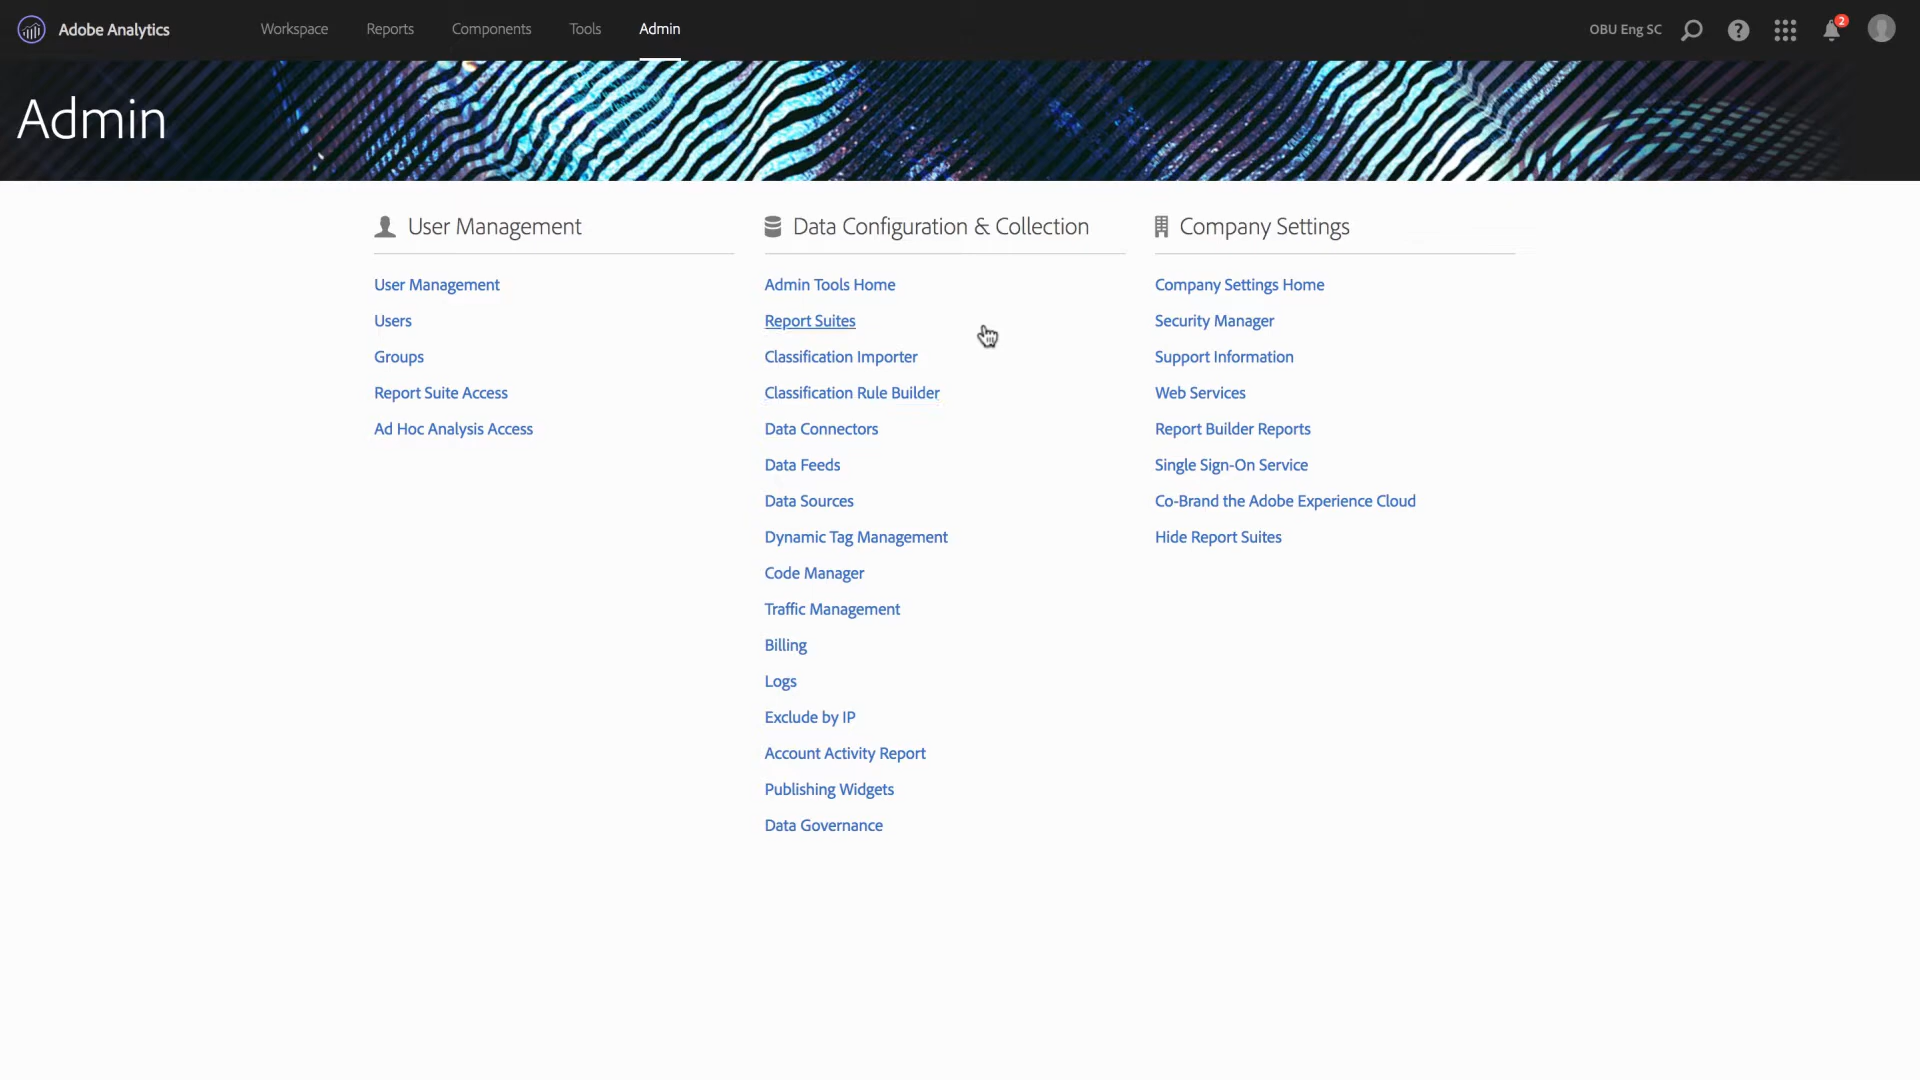 Adobe Analytics
Workspace
Reports
Components
Tools
Admin
OBU Eng SC
2
Admin
User Management
User Management
Users
Groups
Report Suite Access
Ad Hoc Analysis Access
Data Configuration & Collection
Admin Tools Home
Report Suites
Classification Importer
Classification Rule Builder
Data Connectors
Data Feeds
Data Sources
Dynamic Tag Management
Code Manager
Traffic Management
Billing
Logs
Exclude by IP
Account Activity Report
Publishing Widgets
Data Governance
Company Settings
Company Settings Home
Security Manager
Support Information
Web Services
Report Builder Reports
Single Sign-On Service
Co-Brand the Adobe Experience Cloud
Hide Report Suites